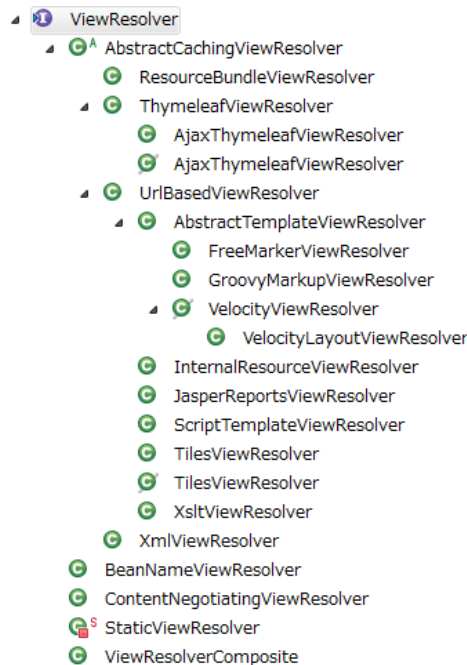 ViewResolver
AbstractCachingViewResolver
ResourceBundleViewResolver
ThymeleafViewResolver
AjaxThymeleafViewResolver
AjaxThymeleafViewResolver
UrlBasedViewResolver
AbstractTemplateViewResolver
FreeMarkerViewResolver
GroovyMarkupViewResolver
VelocityViewResolver
VelocityLayoutViewResolver
InternalResourceViewResolver
JasperReportsViewResolver
ScriptTemplateViewResolver
TilesViewResolver
TilesViewResolver
XsltViewResolver
XmlViewResolver
BeanNameViewResolver
ContentNegotiatingViewResolver
StaticViewResolver
ViewResolverComposite